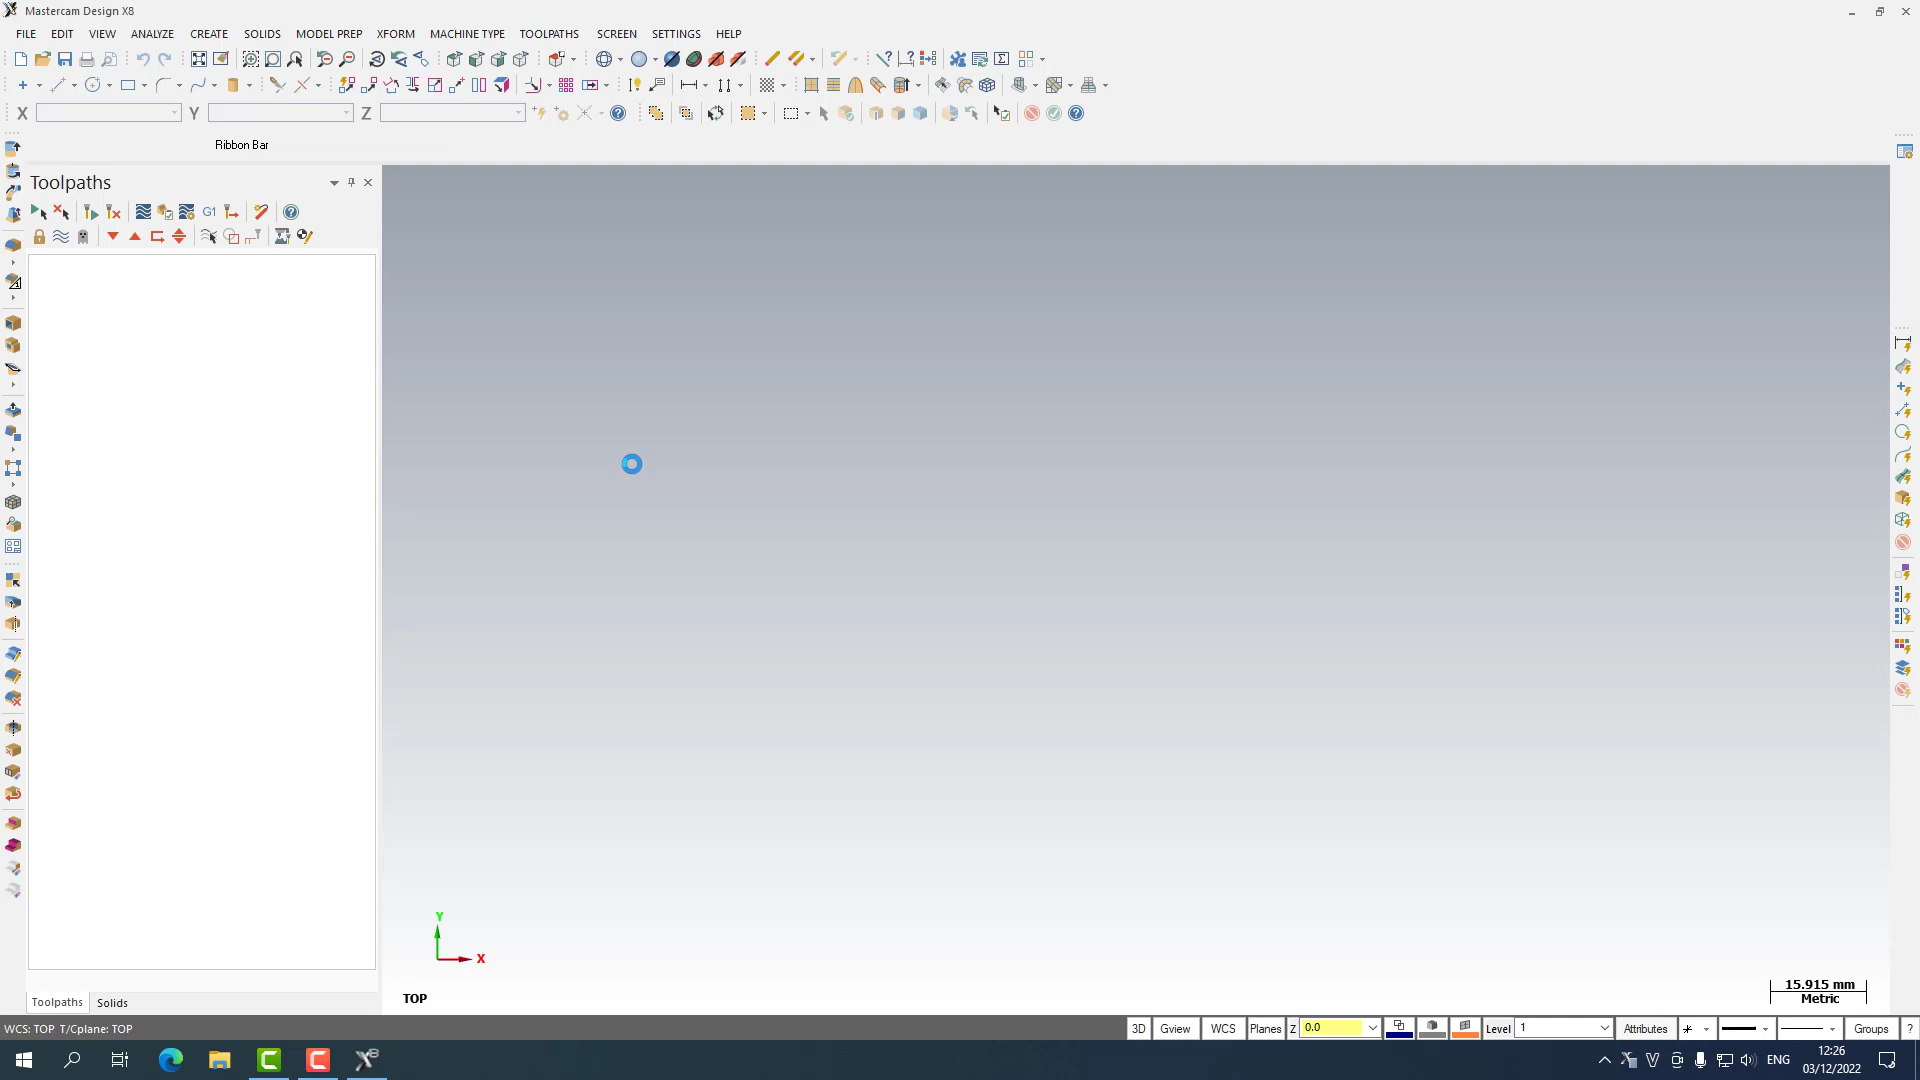 Mastercam Design X8
FILE EDIT VIEW ANALYZE CREATE SOLIDS MODEL PREP XFORM MACHINE TYPE TOOLPATHS SCREEN SETTINGS HELP
X Y Z
Ribbon Bar
Toolpaths
G1
Y
X
TOP
15.915 mm
Metric
Toolpaths Solids
WCS: TOP T/Cplane: TOP
3D Gview WCS Planes Z 0.0 Level 1 Attributes Groups ?
ENG
12:26
03/12/2022